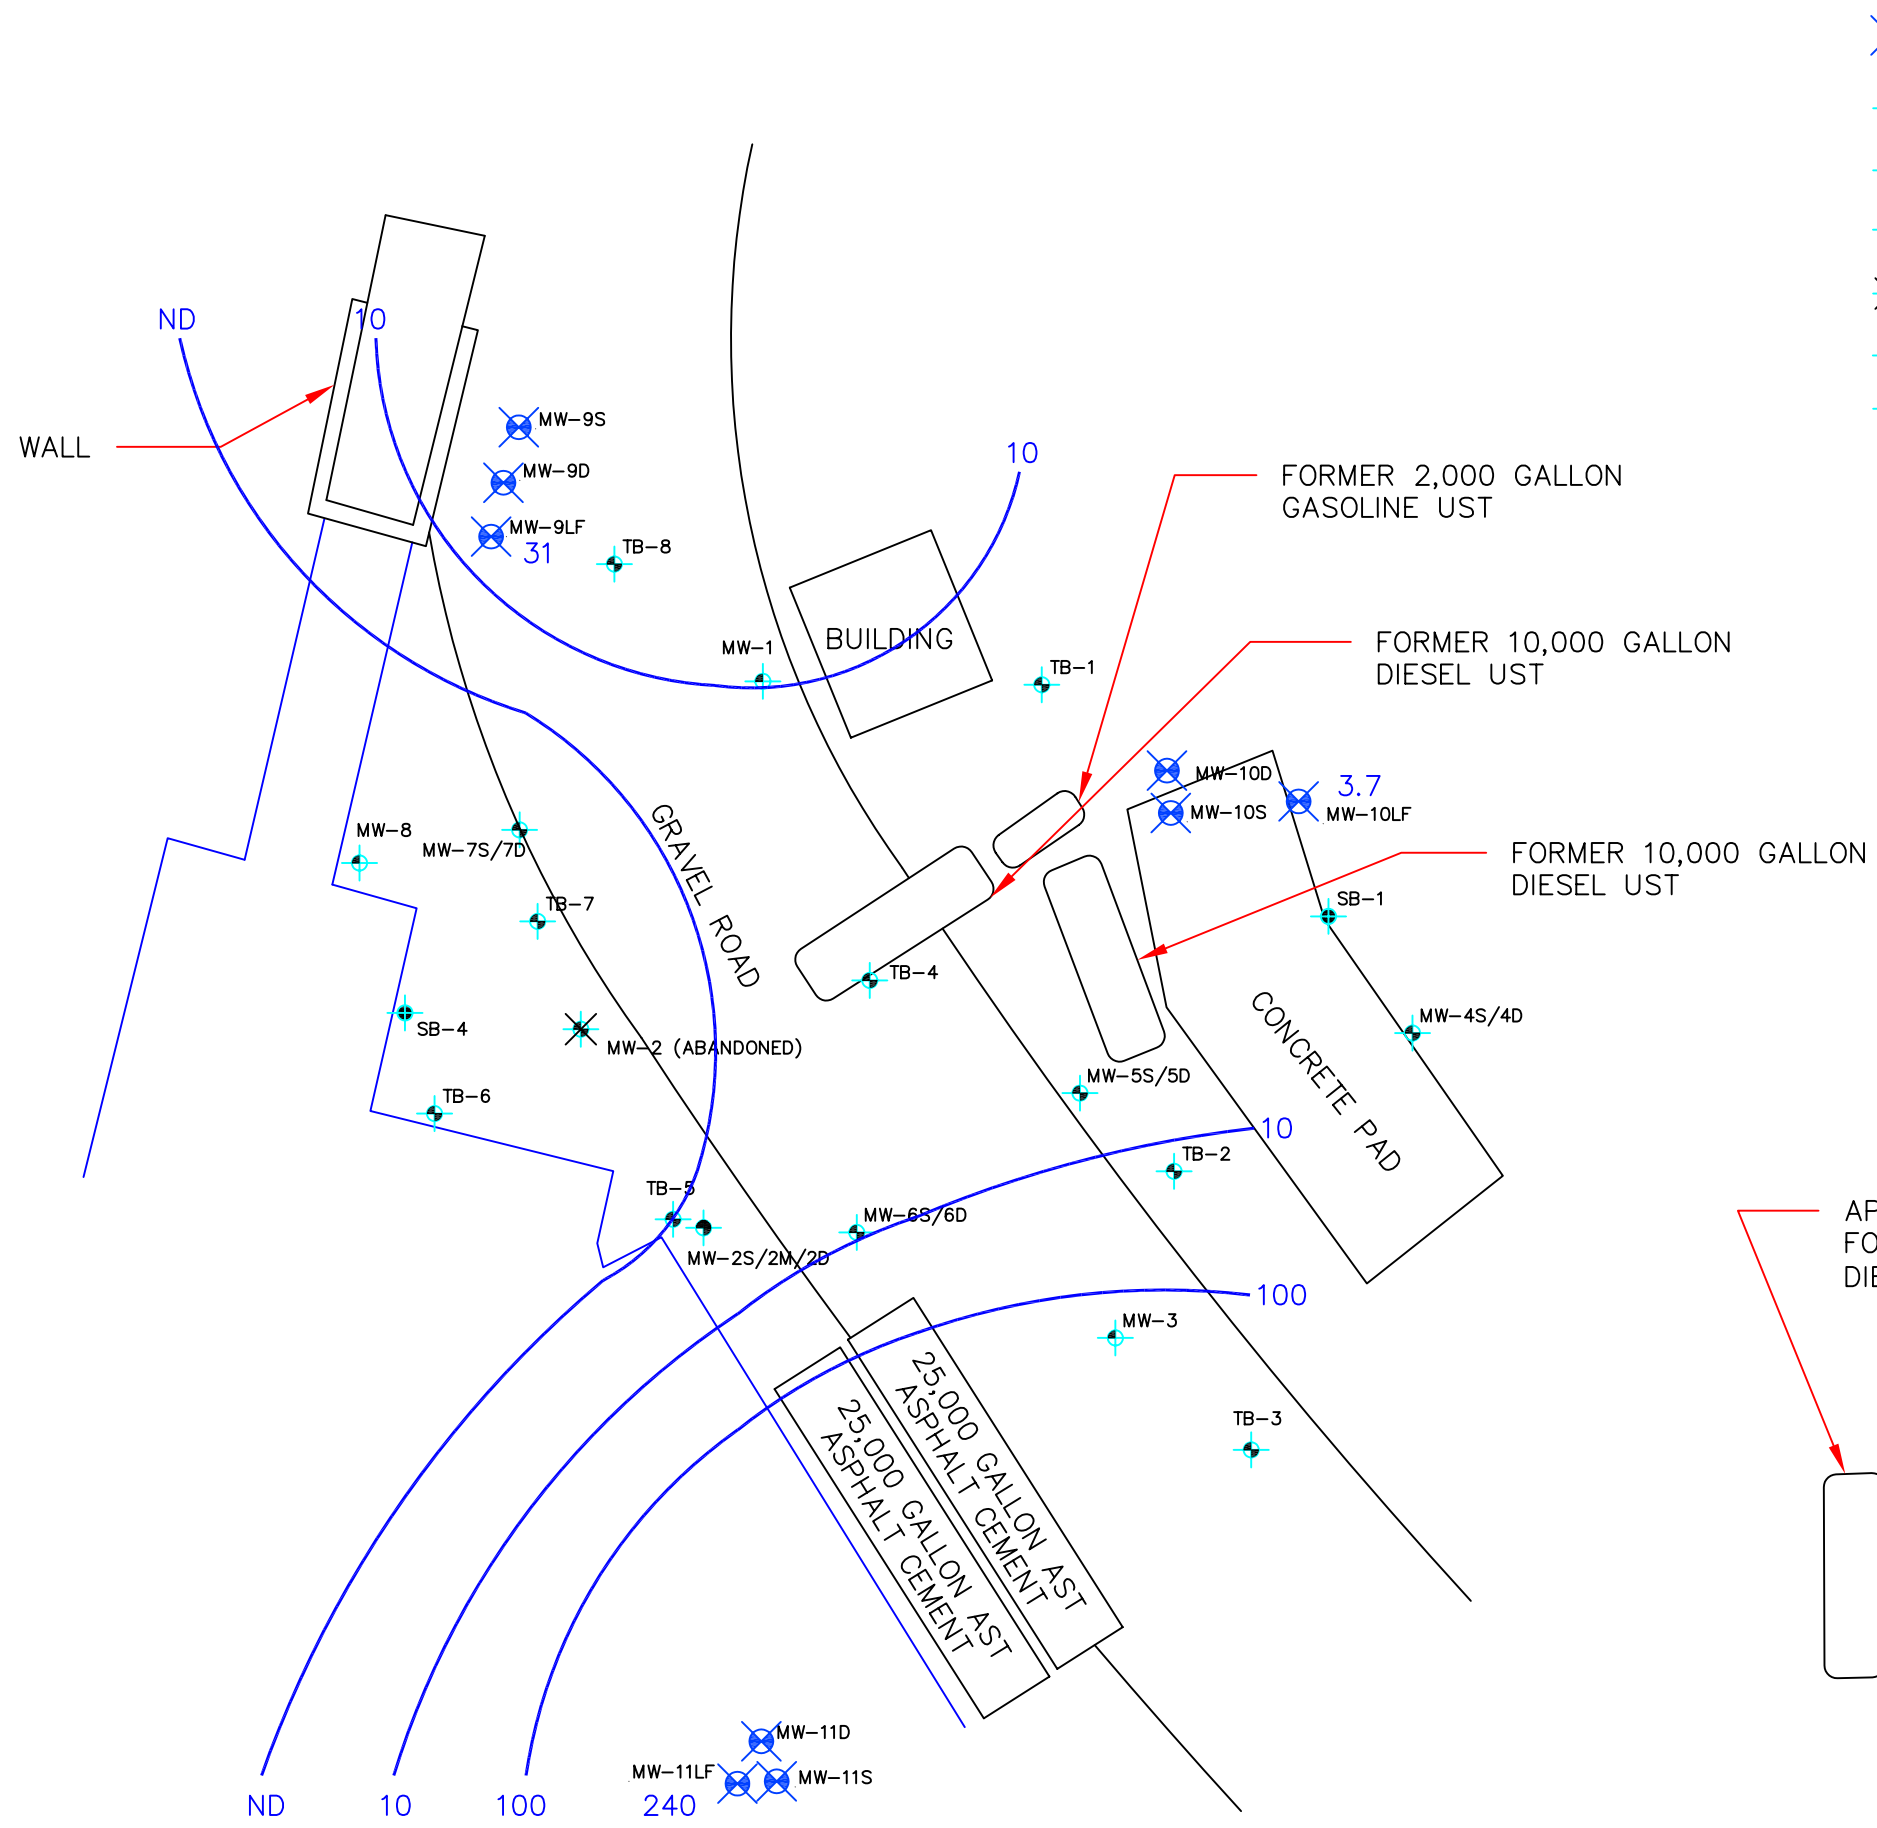 ND
10
WALL
MW-9S
MW-9D
MW-9LF
31
TB-8
10
FORMER 2,000 GALLON
GASOLINE UST
BUILDING
MW-1
TB-1
FORMER 10,000 GALLON
DIESEL UST
MW-10D
3.7
MW-10S
MW-10LF
MW-8
MW-7S/7D
GRAVEL ROAD
FORMER 10,000 GALLON
DIESEL UST
TB-7
SB-1
TB-4
SB-4
MW-2 (ABANDONED)
CONCRETE PAD
MW-4S/4D
TB-6
MW-5S/5D
10
TB-2
TB-5
MW-6S/6D
MW-2S/2M/2D
AP
FO
DIE
100
MW-3
25,000 GALLON AST
ASPHALT CEMENT
25,000 GALLON AST
ASPHALT CEMENT
TB-3
MW-11D
MW-11LF
MW-11S
ND
10
100
240